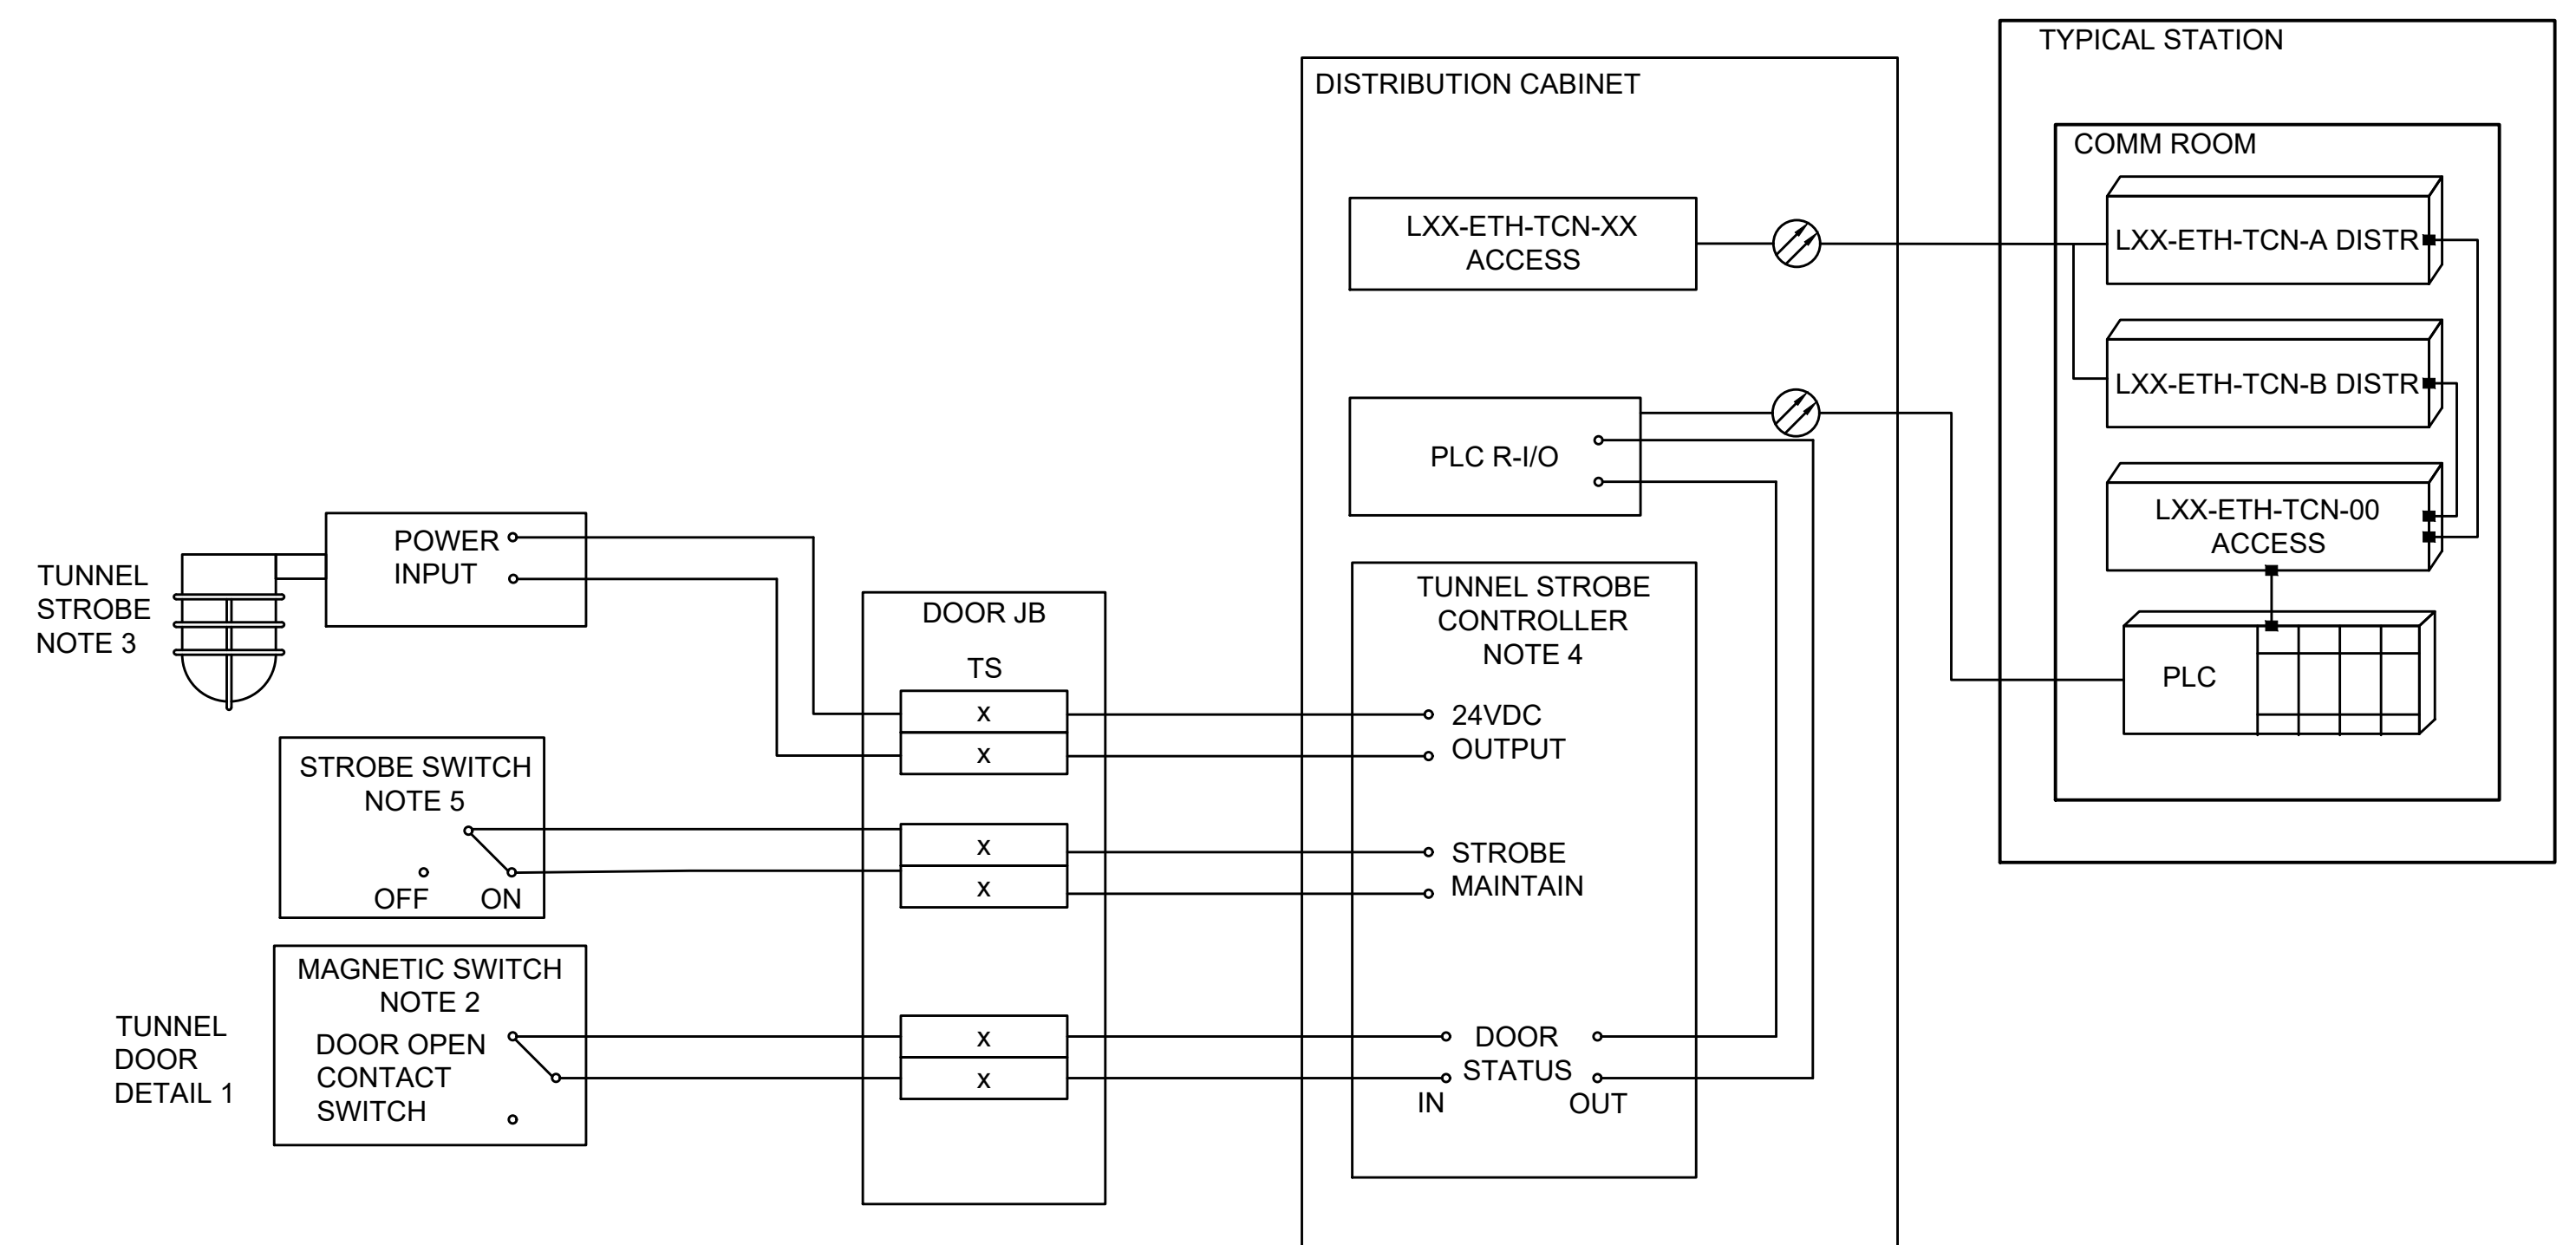 TYPICAL STATION
DISTRIBUTION CABINET
COMM ROOM
LXX-ETH-TCN-XX
ACCESS
LXX-ETH-TCN-A DISTR
LXX-ETH-TCN-B DISTR
PLC R-I/O
LXX-ETH-TCN-00
ACCESS
PLC
POWER
INPUT
TUNNEL
STROBE
NOTE 3
DOOR JB
TS
x
x
x
x
x
x
TUNNEL STROBE
CONTROLLER
NOTE 4
24VDC
OUTPUT
STROBE
MAINTAIN
DOOR
STATUS
IN
OUT
STROBE SWITCH
NOTE 5
OFF
ON
MAGNETIC SWITCH
NOTE 2
DOOR OPEN
CONTACT
SWITCH
TUNNEL
DOOR
DETAIL 1